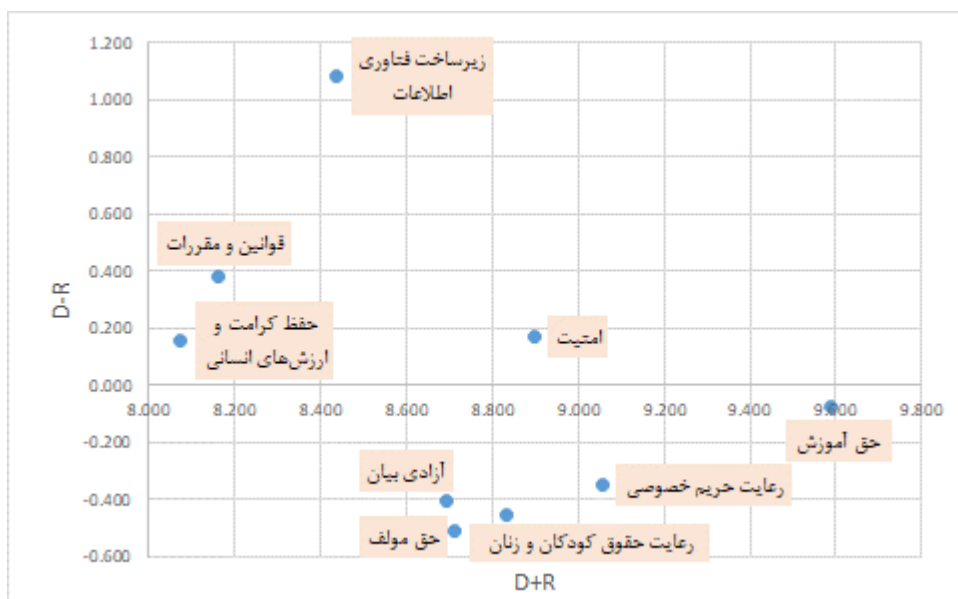 1.200
زیرساخت فناوری
اطلاعات
1.000
0.800
0.600
قوانین و مقررات
0.400
حفظ کرامت و
ارزش‌های انسانی
0.200
امنیت
0.000
8.000 8.200 8.400 8.600 8.800 9.000 9.200 9.400 9.600 9.800
حق آموزش
-0.200
آزادی بیان
رعایت حریم خصوصی
-0.400
حق مولف
رعایت حقوق کودکان و زنان
-0.600
D-R
D+R